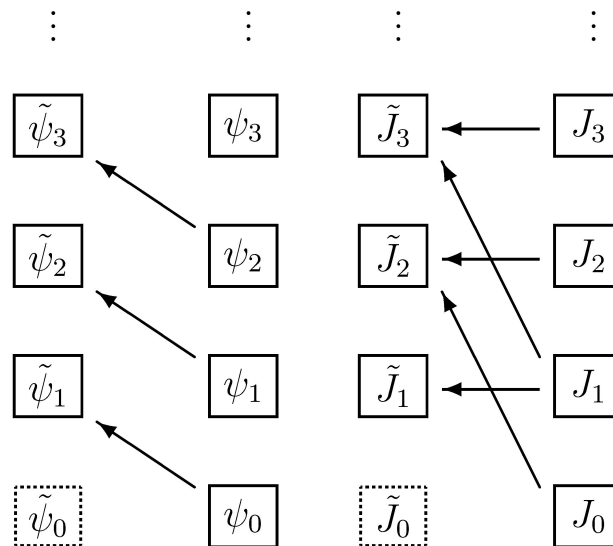 ⋮ ⋮ ⋮ ⋮
ψ̃₃ ψ₃ J̃₃ J₃
ψ̃₂ ψ₂ J̃₂ J₂
ψ̃₁ ψ₁ J̃₁ J₁
ψ̃₀ ψ₀ J̃₀ J₀